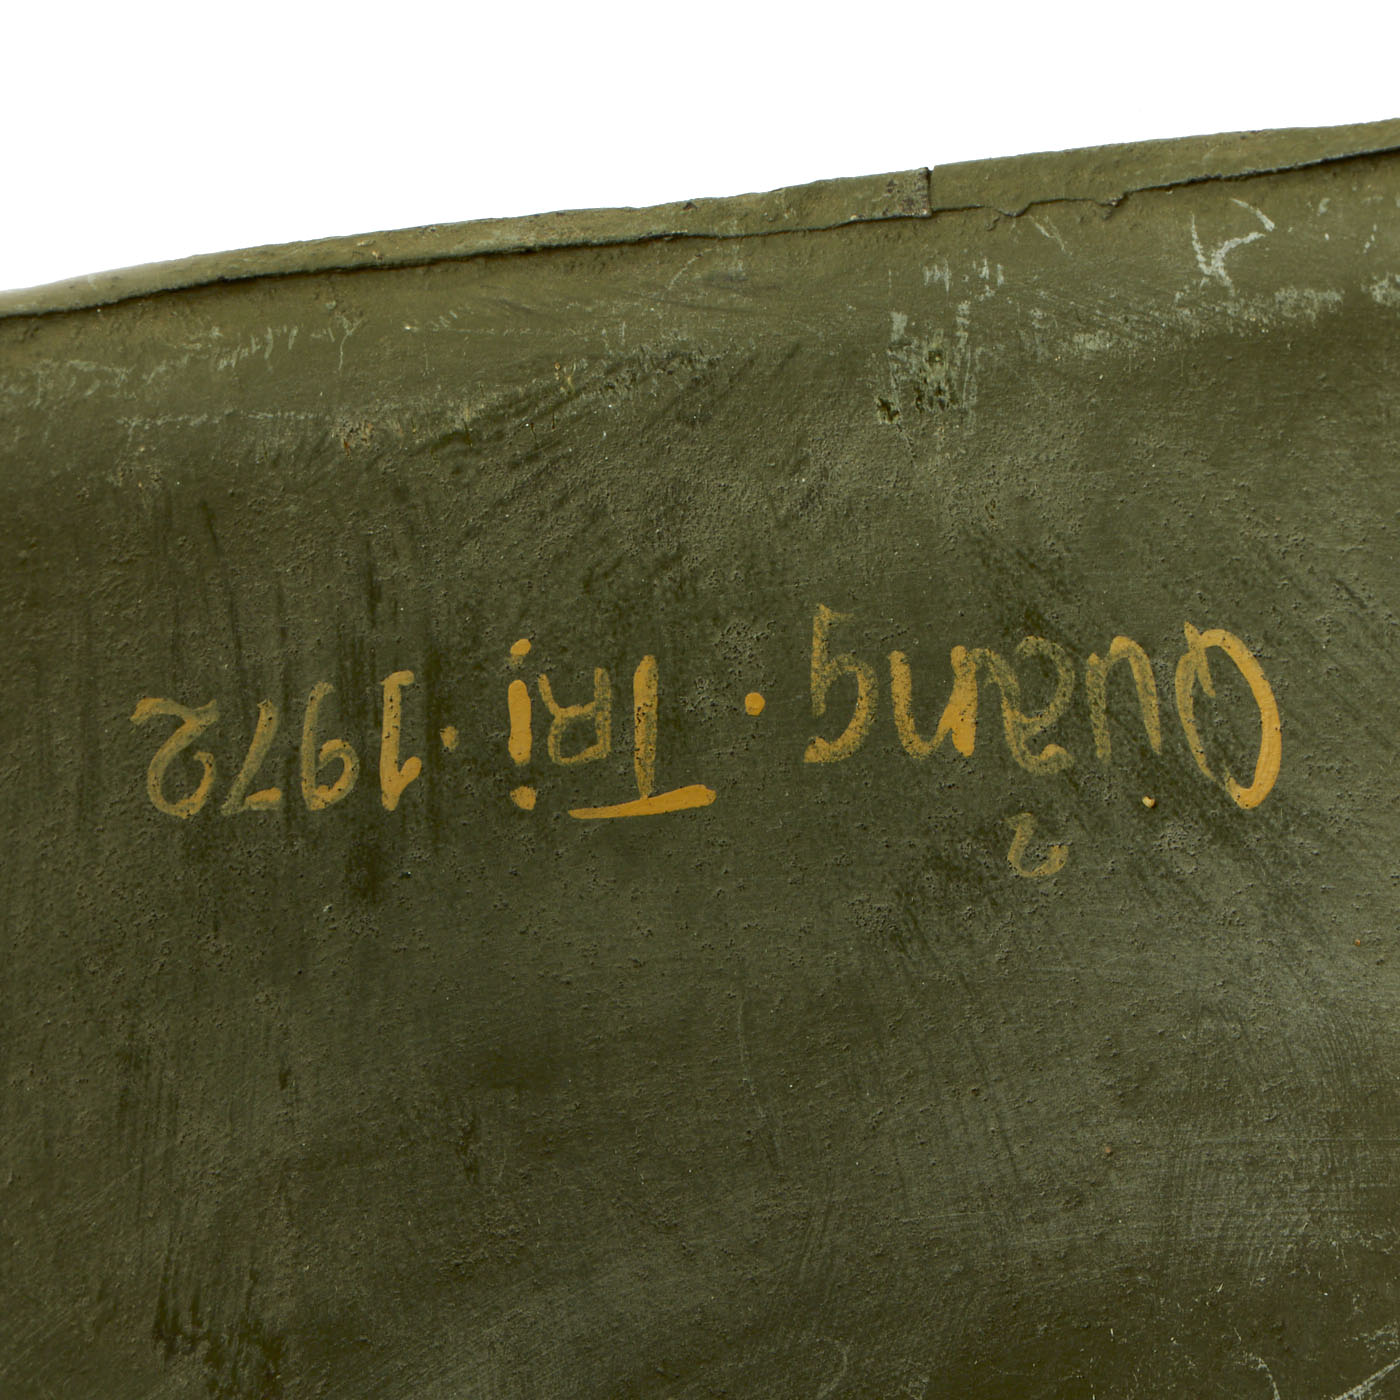 Quảng · Trị · 1972